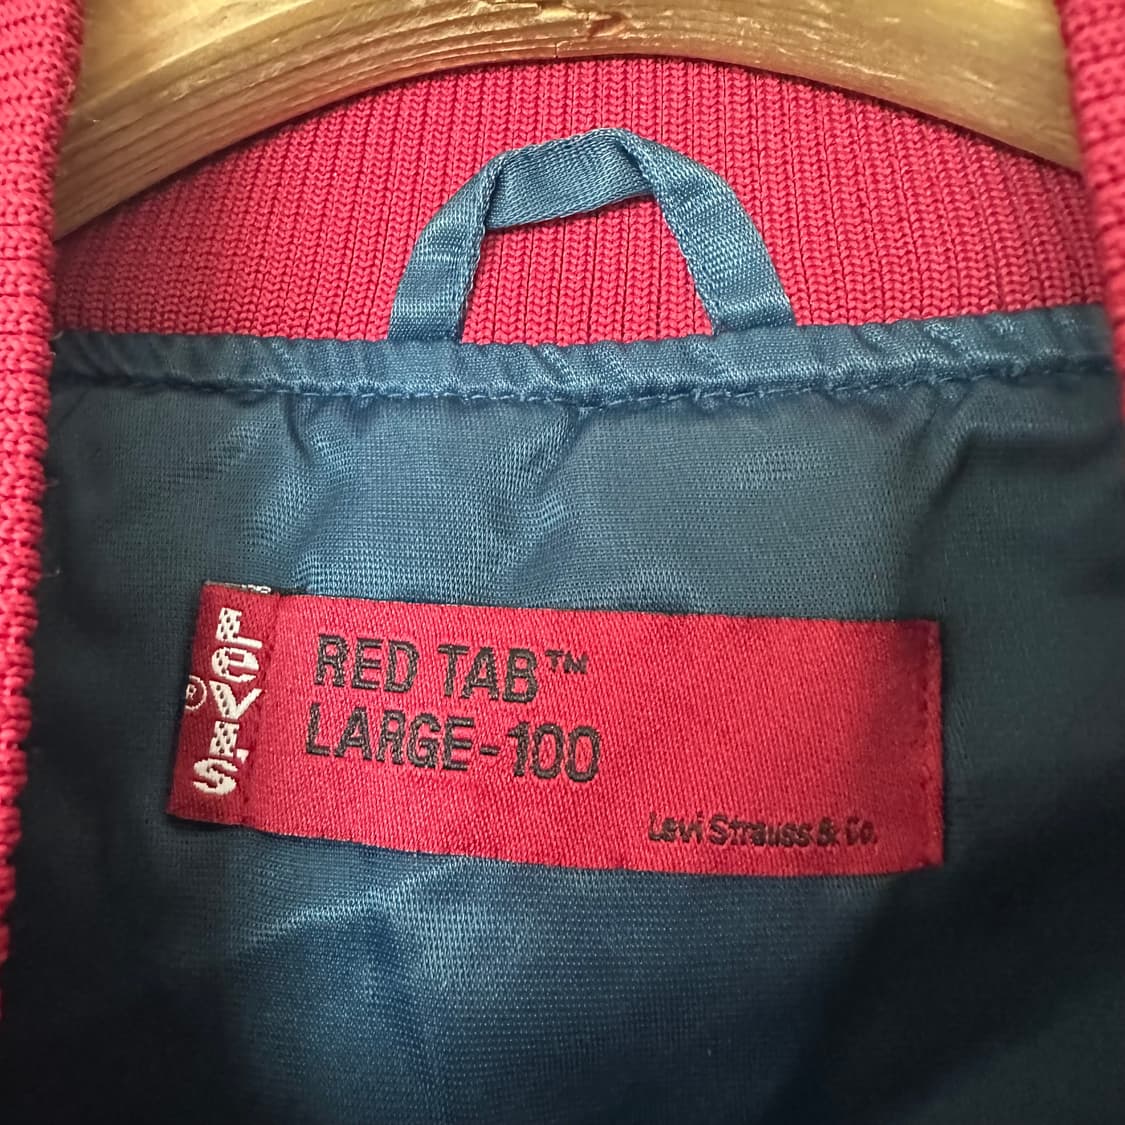 LEVI'S
®
RED TAB™
LARGE-100
Levi Strauss & Co.